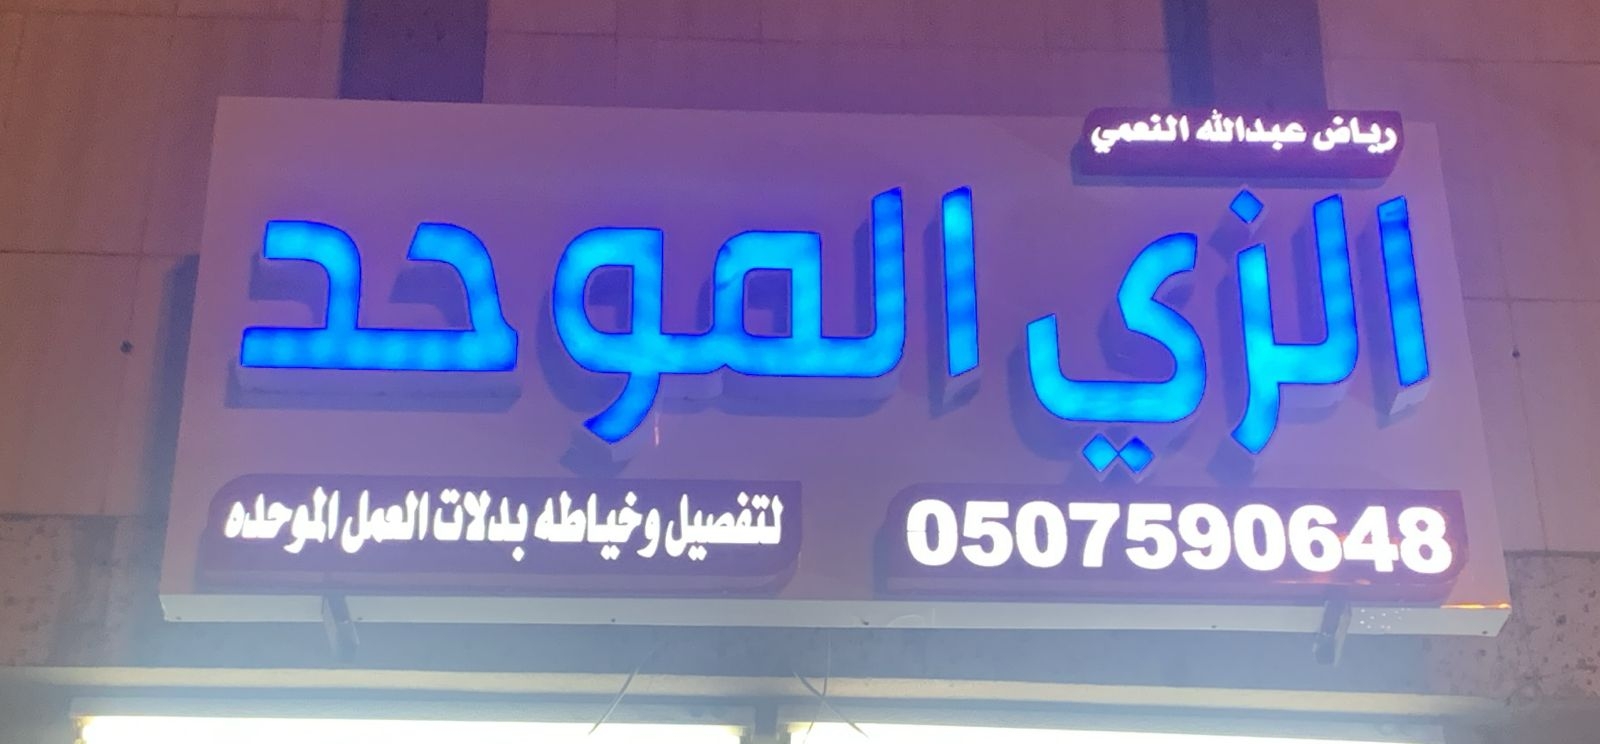 رياض عبدالله النعمي
الزي الموحد
0507590648
لتفصيل وخياطه بدلات العمل الموحده